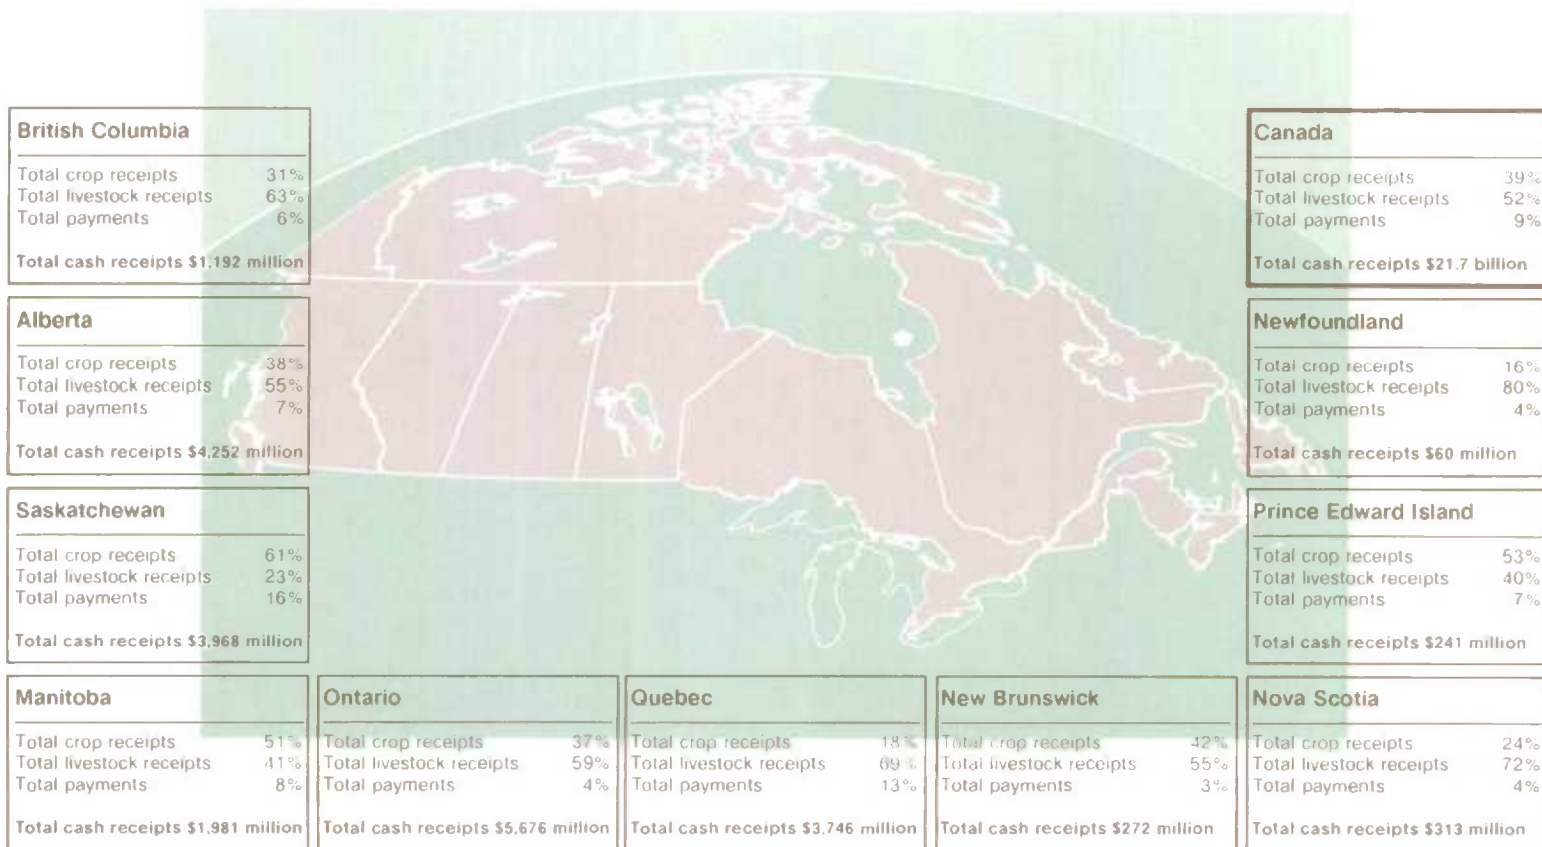 British Columbia
Total crop receipts 31%
Total livestock receipts 63%
Total payments 6%
Total cash receipts $1,192 million
Alberta
Total crop receipts 38%
Total livestock receipts 55%
Total payments 7%
Total cash receipts $4,252 million
Saskatchewan
Total crop receipts 61%
Total livestock receipts 23%
Total payments 16%
Total cash receipts $3,968 million
Manitoba
Total crop receipts 51%
Total livestock receipts 41%
Total payments 8%
Total cash receipts $1,981 million
Ontario
Total crop receipts 37%
Total livestock receipts 59%
Total payments 4%
Total cash receipts $5,676 million
Quebec
Total crop receipts 18%
Total livestock receipts 69%
Total payments 13%
Total cash receipts $3,746 million
New Brunswick
Total crop receipts 42%
Total livestock receipts 55%
Total payments 3%
Total cash receipts $272 million
Canada
Total crop receipts 39%
Total livestock receipts 52%
Total payments 9%
Total cash receipts $21.7 billion
Newfoundland
Total crop receipts 16%
Total livestock receipts 80%
Total payments 4%
Total cash receipts $60 million
Prince Edward Island
Total crop receipts 53%
Total livestock receipts 40%
Total payments 7%
Total cash receipts $241 million
Nova Scotia
Total crop receipts 24%
Total livestock receipts 72%
Total payments 4%
Total cash receipts $313 million